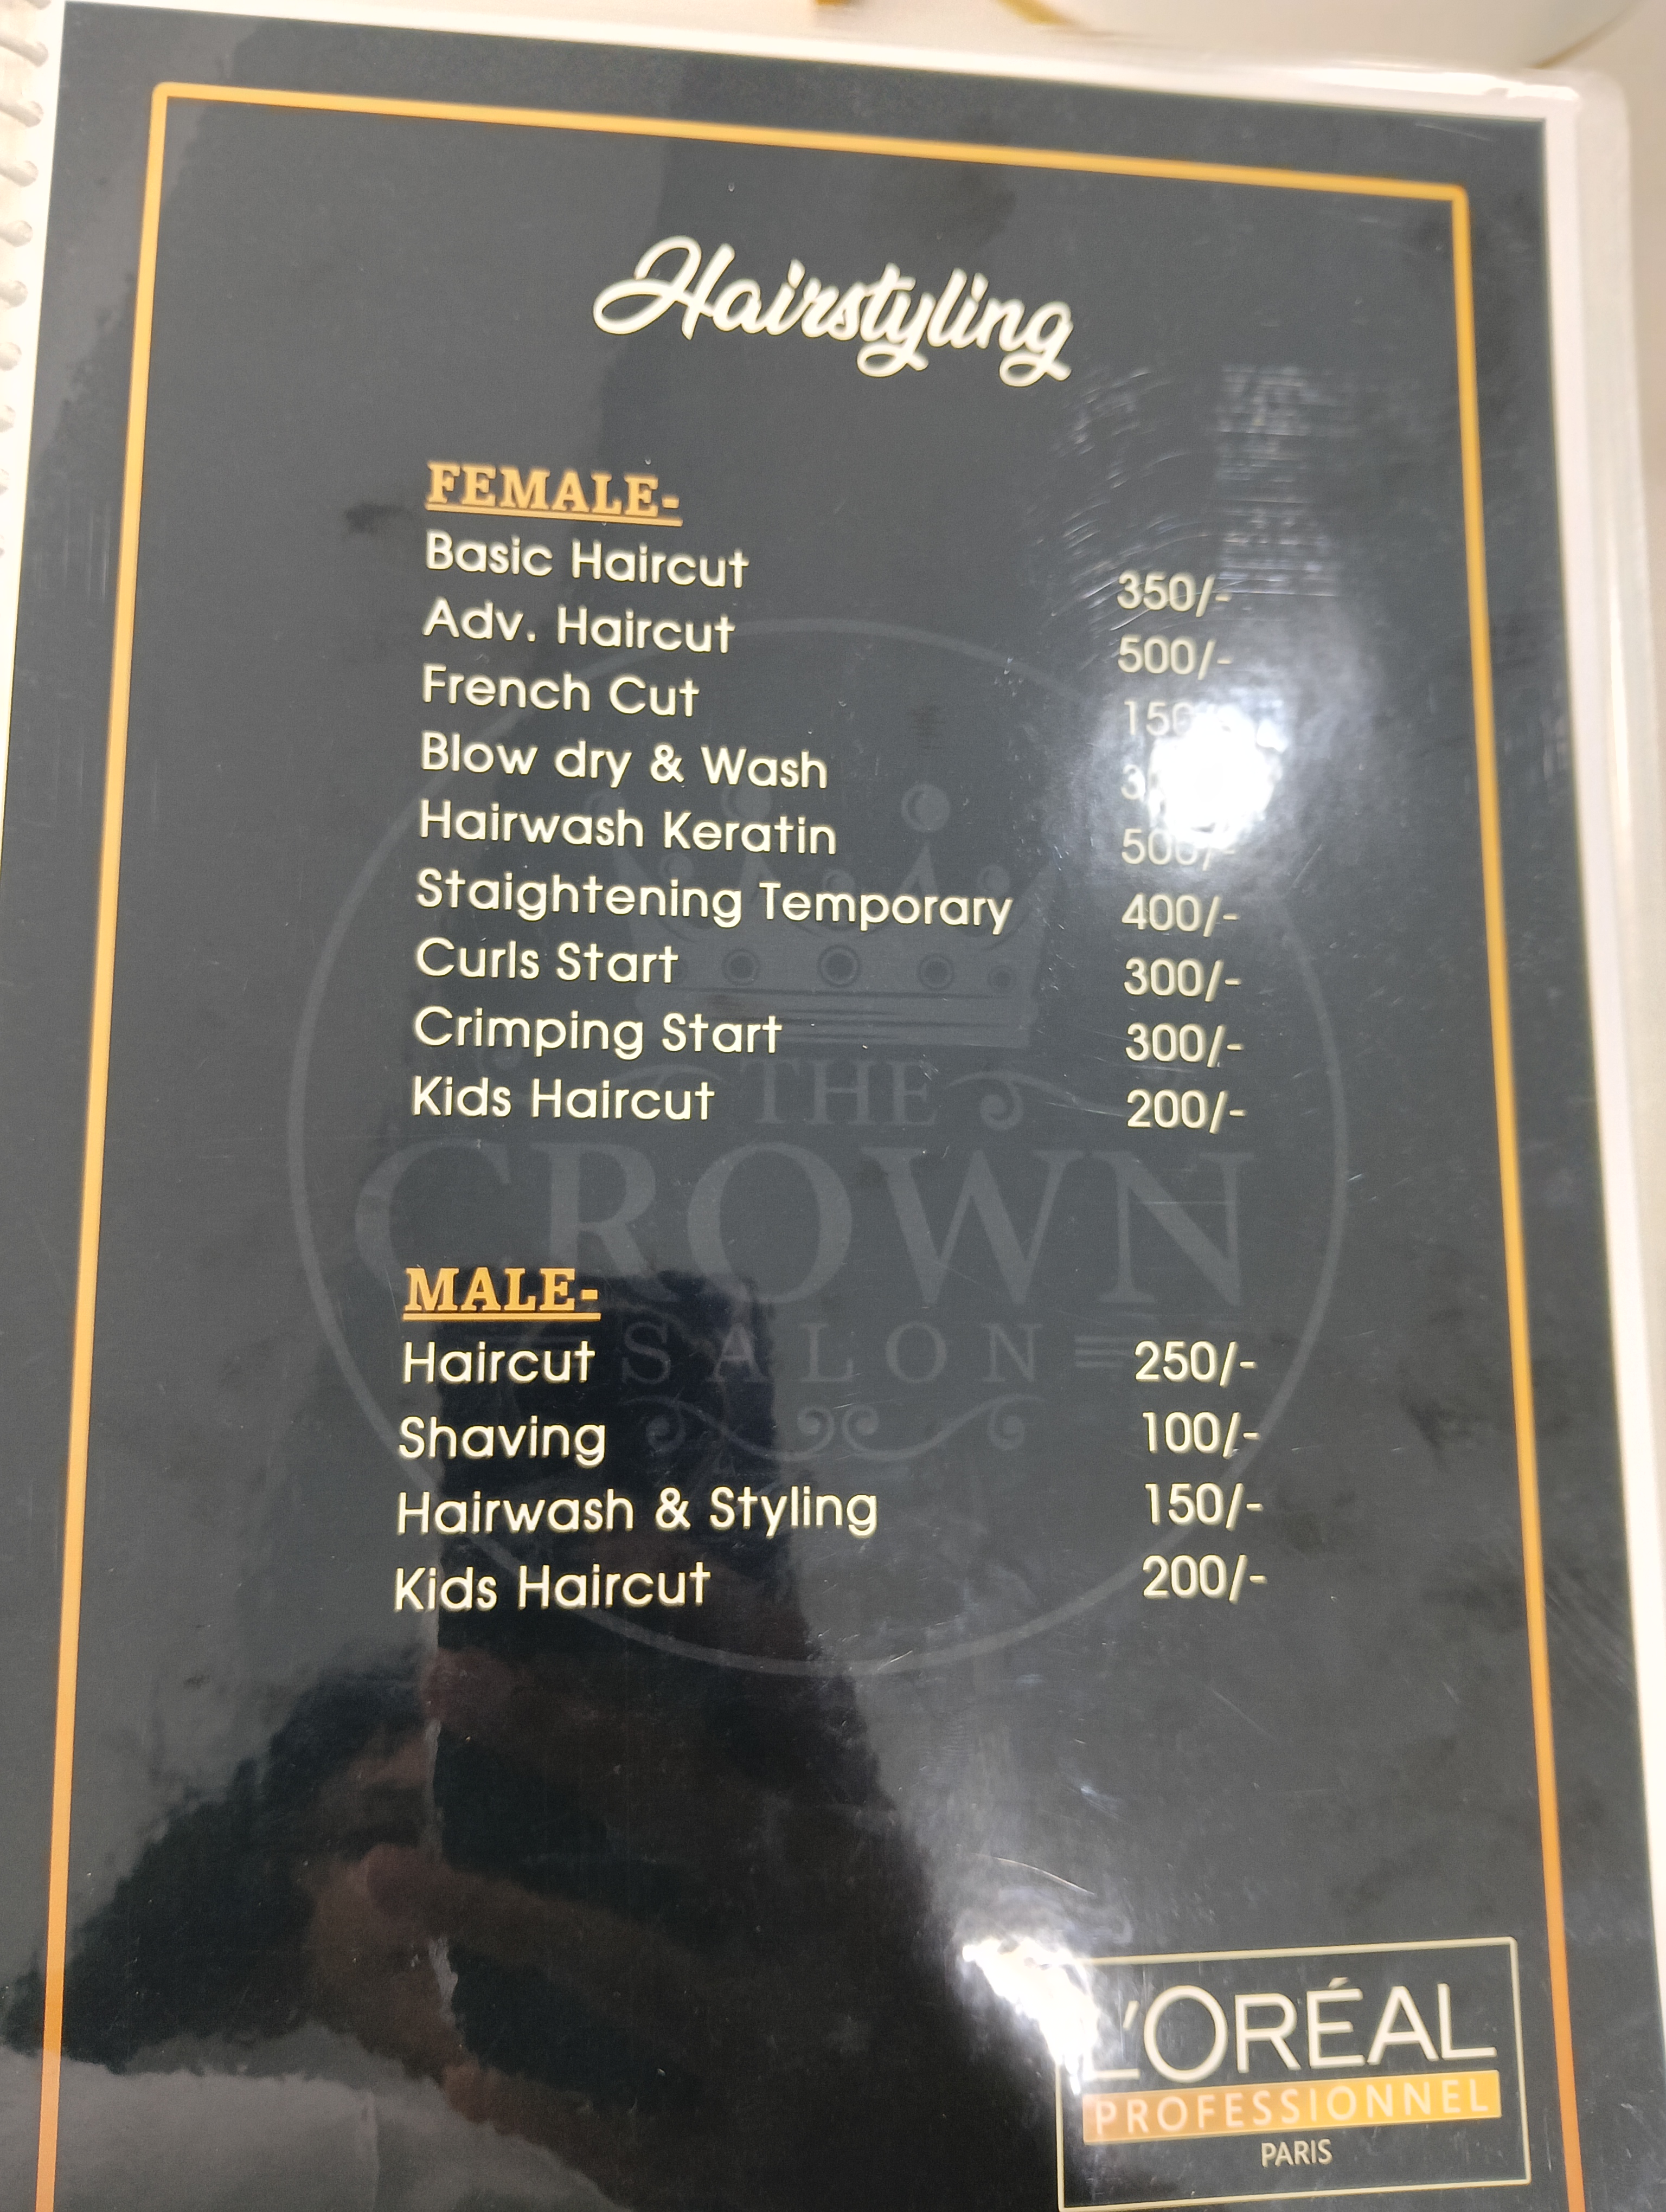 Hairstyling
FEMALE-
Basic Haircut 350/-
Adv. Haircut 500/-
French Cut
Blow dry & Wash
Hairwash Keratin 500/-
Staightening Temporary 400/-
Curls Start 300/-
Crimping Start 300/-
Kids Haircut 200/-
THE
CROWN
SALON
MALE-
Haircut 250/-
Shaving 100/-
Hairwash & Styling 150/-
Kids Haircut 200/-
L'ORÉAL
PROFESSIONNEL
PARIS